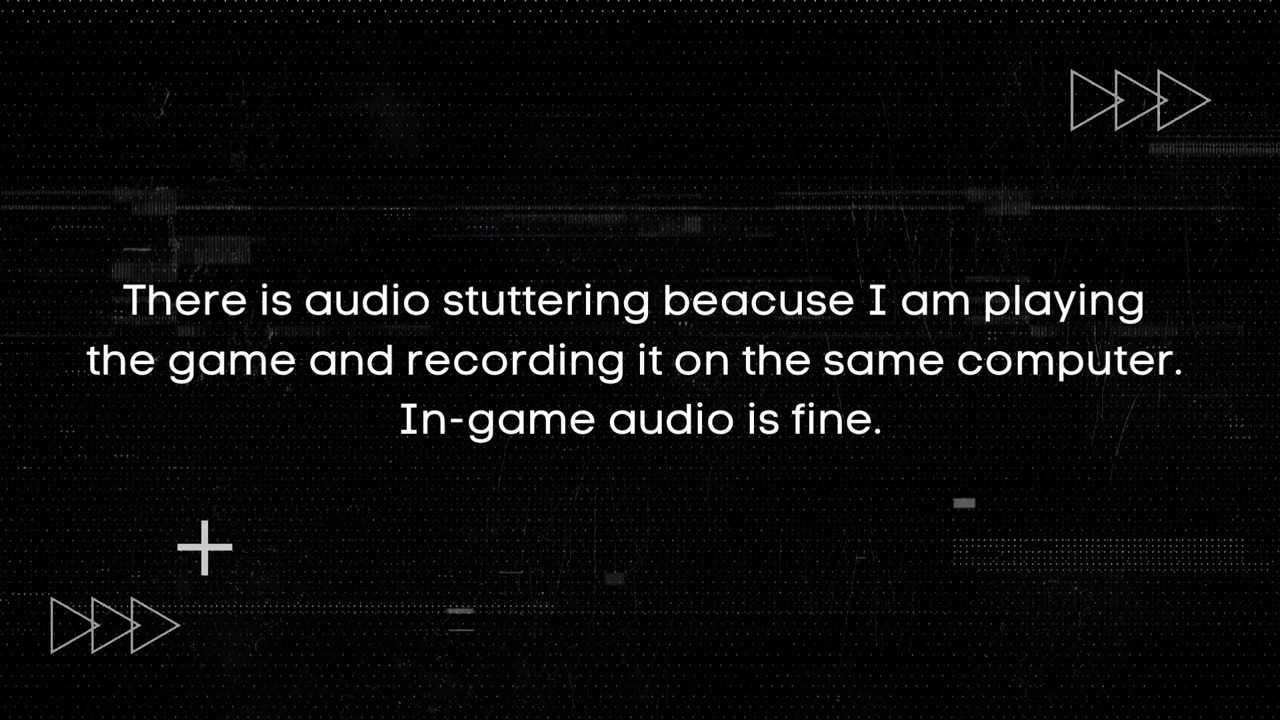 There is audio stuttering beacuse I am playing
the game and recording it on the same computer.
In-game audio is fine.